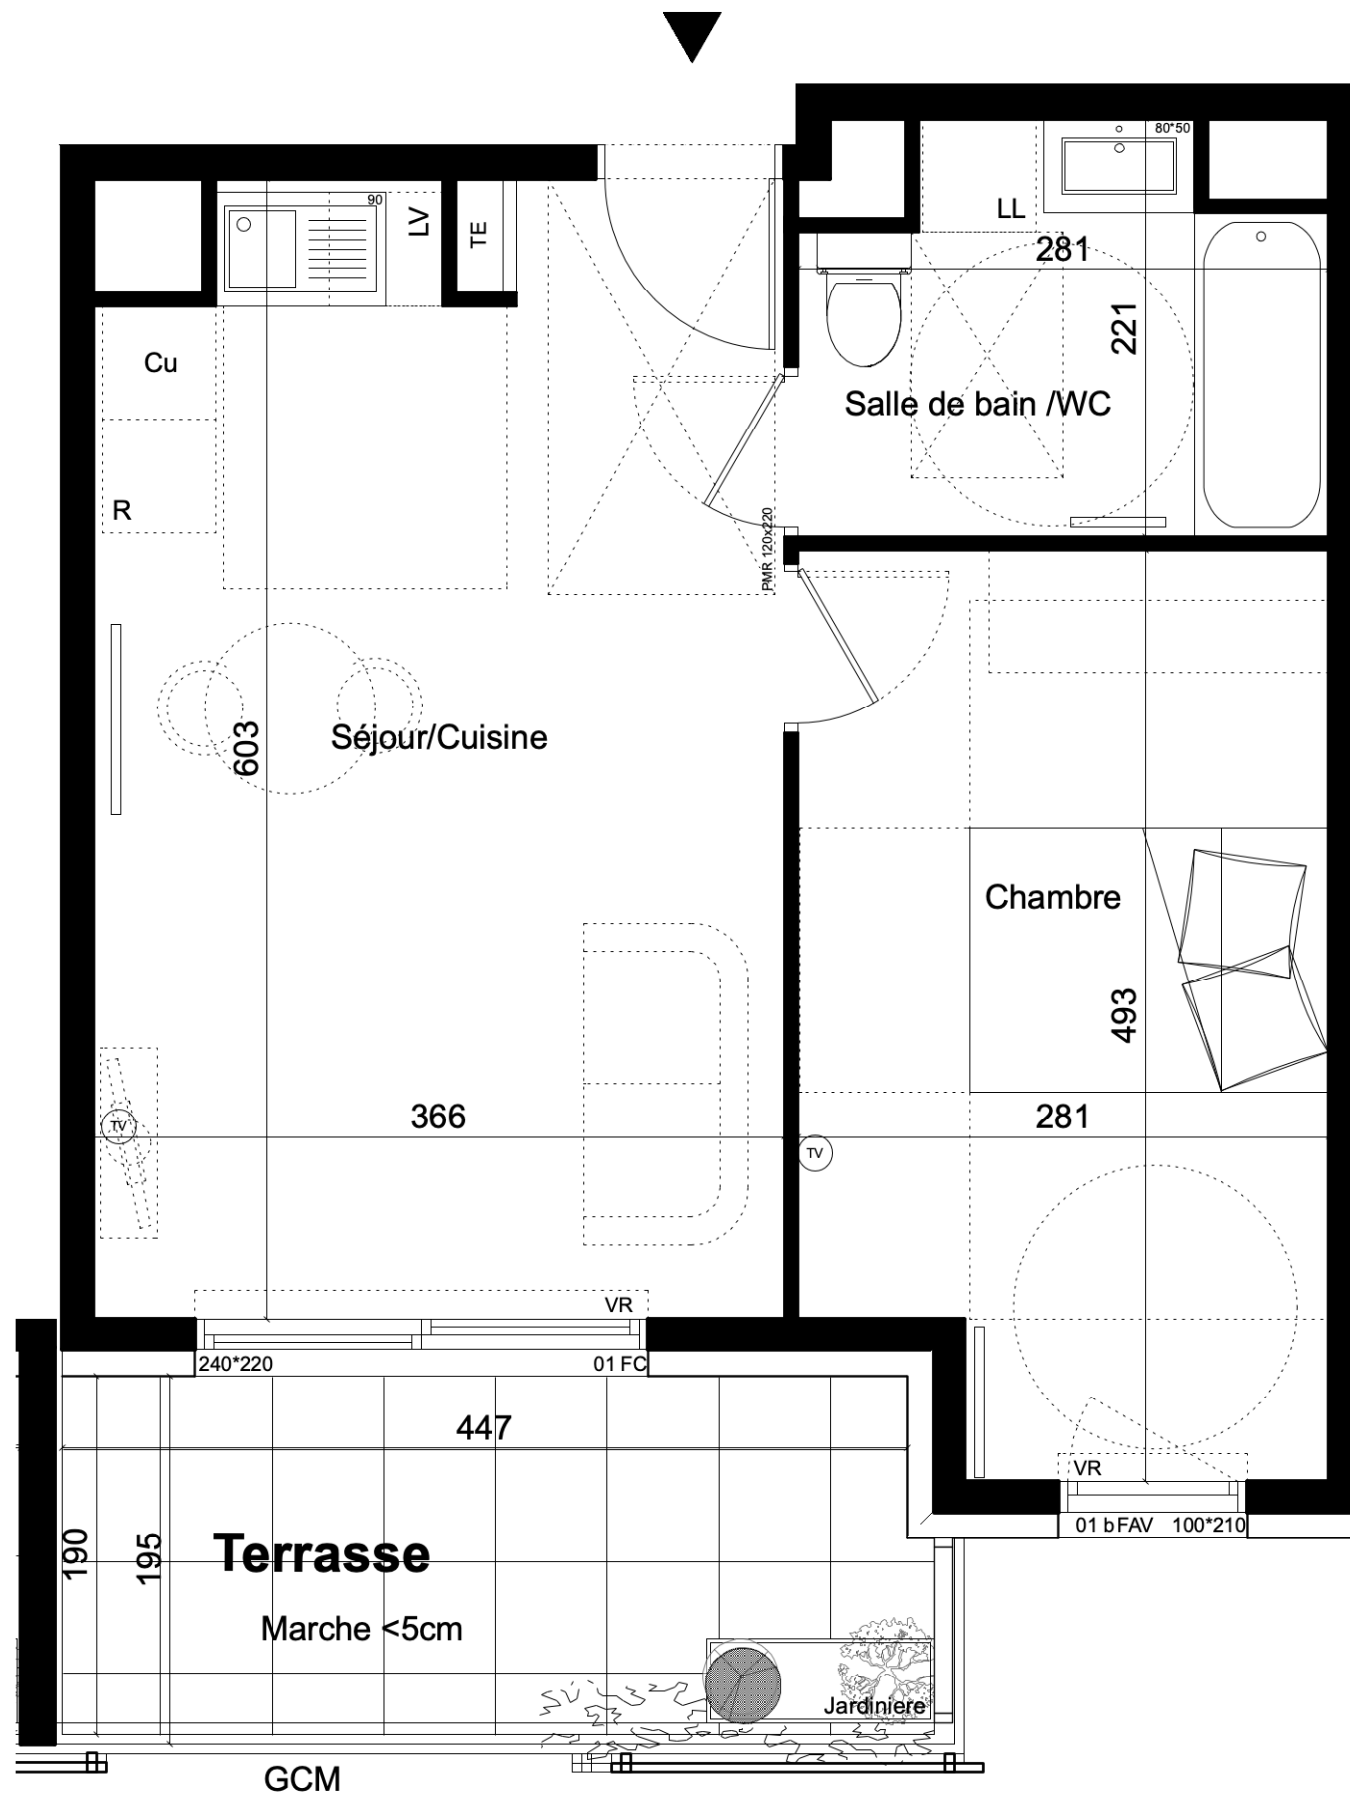 80*50
90
LV
TE
LL
281
221
Cu
Salle de bain /WC
R
PMR 120x220
603
Séjour/Cuisine
Chambre
493
366
281
TV
TV
VR
240*220
01 FC
447
VR
01 bFAV
100*210
190
195
Terrasse
Marche <5cm
Jardiniere
GCM